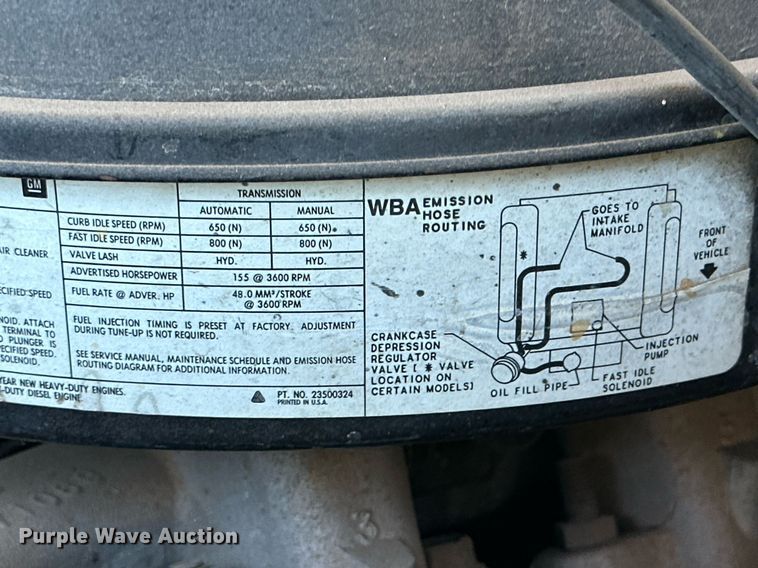 GM
TRANSMISSION
AUTOMATIC MANUAL
CURB IDLE SPEED (RPM) 650 (N) 650 (N)
FAST IDLE SPEED (RPM) 800 (N) 800 (N)
VALVE LASH HYD. HYD.
ADVERTISED HORSEPOWER 155 @ 3600 RPM
FUEL RATE @ ADVER. HP 48.0 MM³/STROKE
@ 3600 RPM
FUEL INJECTION TIMING IS PRESET AT FACTORY. ADJUSTMENT
DURING TUNE-UP IS NOT REQUIRED.
SEE SERVICE MANUAL, MAINTENANCE SCHEDULE AND EMISSION HOSE
ROUTING DIAGRAM FOR ADDITIONAL INFORMATION.
AIR CLEANER
SPEED
ATTACH
TERMINAL TO
PLUNGER IS
SPEED.
SOLENOID.
YEAR NEW HEAVY-DUTY ENGINES.
-DUTY DIESEL ENGINE
PT. NO. 23500324
PRINTED IN U.S.A.
WBA EMISSION
HOSE
ROUTING
GOES TO
INTAKE
MANIFOLD
FRONT
OF
VEHICLE
*
CRANKCASE
DEPRESSION
REGULATOR
VALVE [ * VALVE
LOCATION ON
CERTAIN MODELS]
INJECTION
PUMP
FAST IDLE
SOLENOID
OIL FILL PIPE
Purple Wave Auction